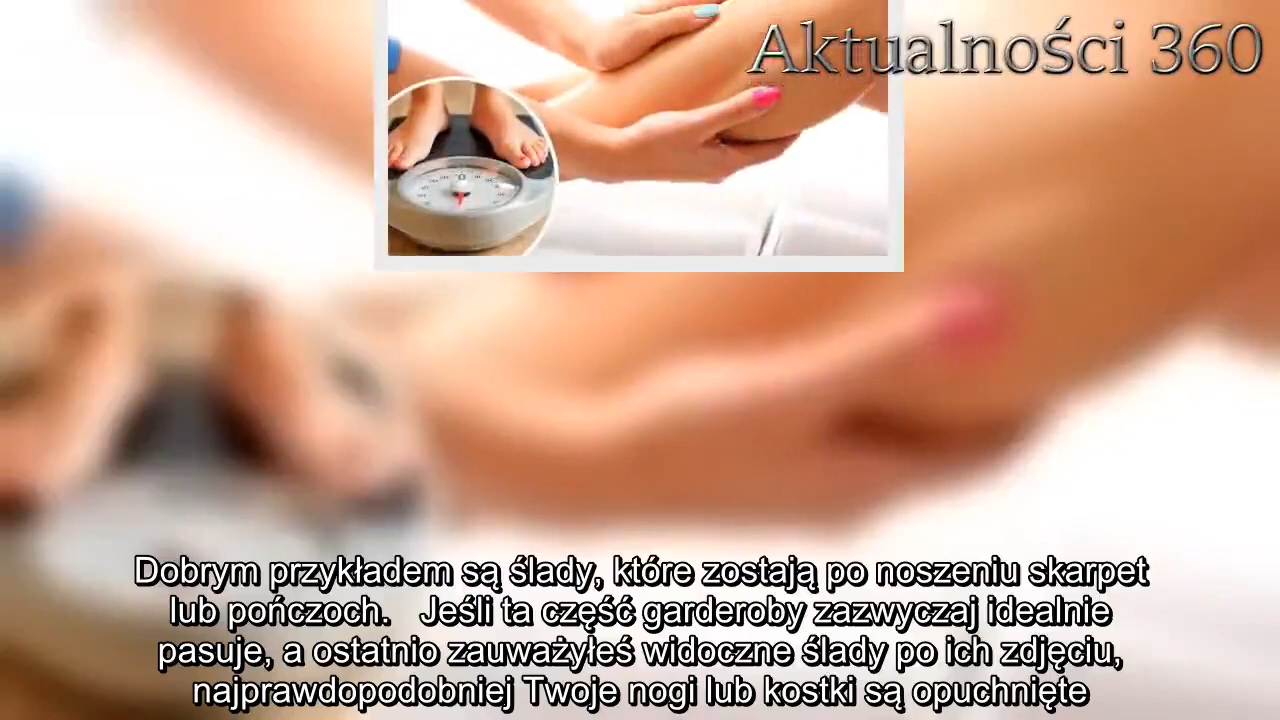 Aktualności 360
0
Dobrym przykładem są ślady, które zostają po noszeniu skarpet
lub pończoch. Jeśli ta część garderoby zazwyczaj idealnie
pasuje, a ostatnio zauważyłeś widoczne ślady po ich zdjęciu,
najprawdopodobniej Twoje nogi lub kostki są opuchnięte